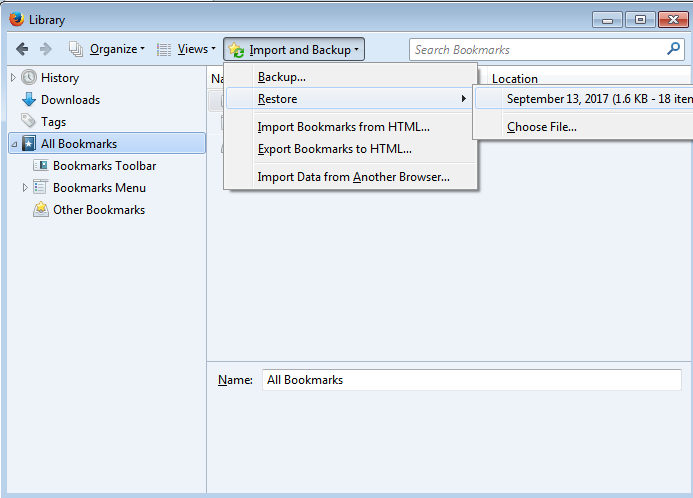 Library
Organize Views Import and Backup Search Bookmarks
History
Downloads
Tags
All Bookmarks
Bookmarks Toolbar
Bookmarks Menu
Other Bookmarks
Na
Location
Backup...
Restore
Import Bookmarks from HTML...
Export Bookmarks to HTML...
Import Data from Another Browser...
September 13, 2017 (1.6 KB - 18 item
Choose File...
Name: All Bookmarks